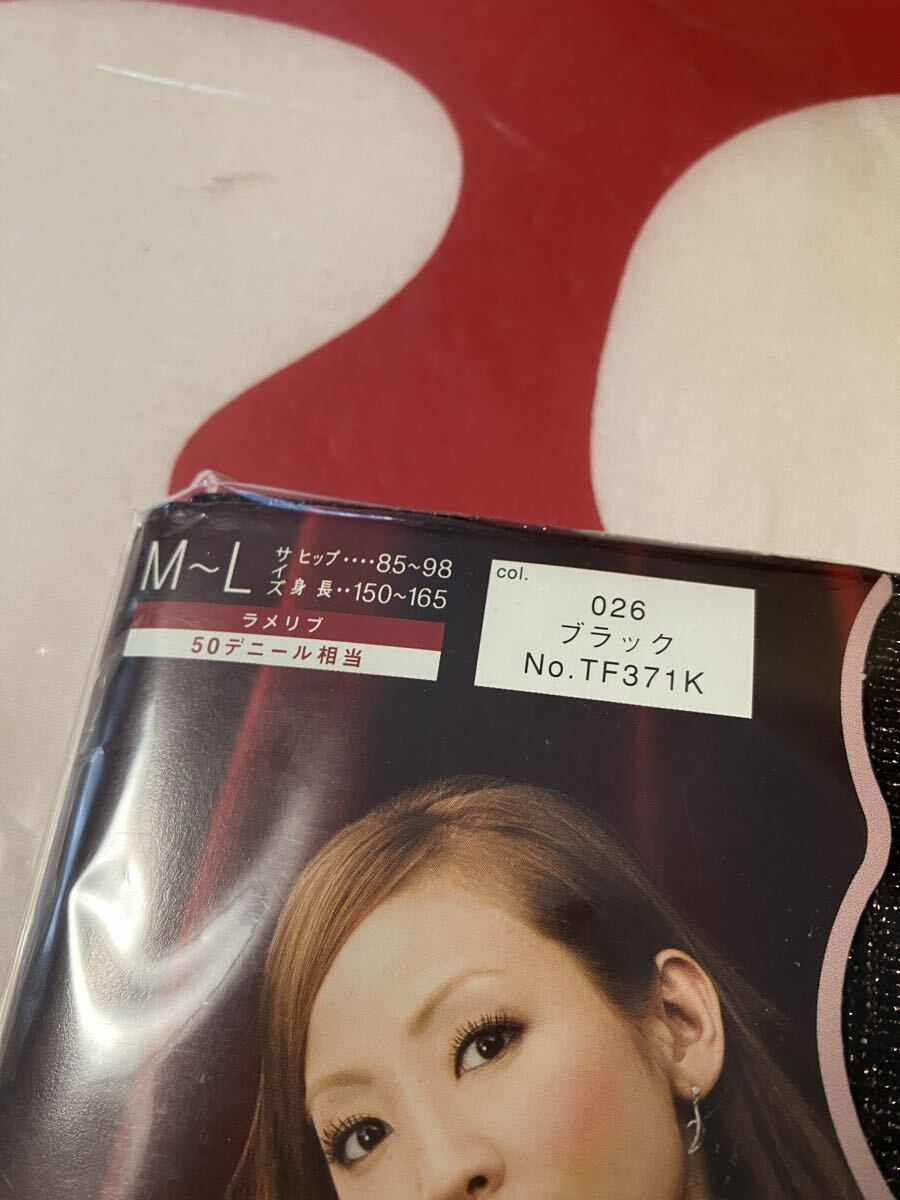 M~L
サイズ
ヒップ‥‥85~98
身長‥150~165
ラメリブ
50デニール相当
col.
026
ブラック
No.TF371K